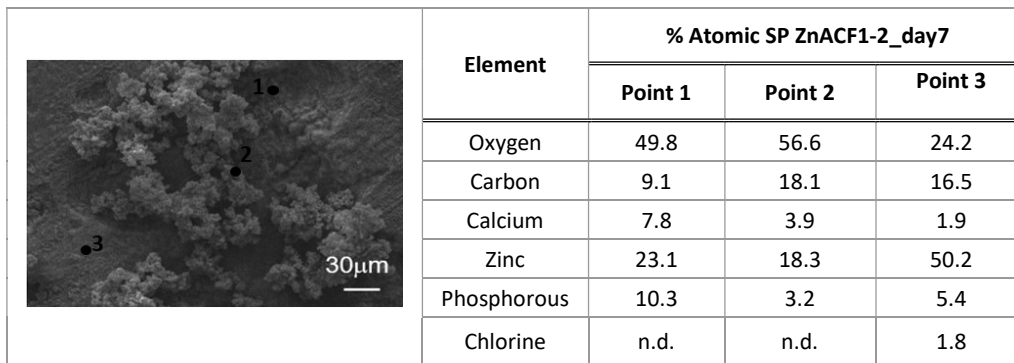 % Atomic SP ZnACF1-2_day7
Element
Point 1 Point 2 Point 3
Oxygen 49.8 56.6 24.2
Carbon 9.1 18.1 16.5
Calcium 7.8 3.9 1.9
Zinc 23.1 18.3 50.2
Phosphorous 10.3 3.2 5.4
Chlorine n.d. n.d. 1.8
1
2
3
30μm